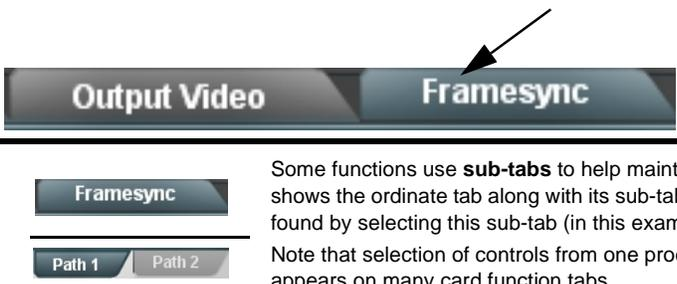 Output Video Framesync
Framesync
Path 1 Path 2
Some functions use sub-tabs to help maint
shows the ordinate tab along with its sub-tal
found by selecting this sub-tab (in this exam
Note that selection of controls from one proc
appears on many card function tabs